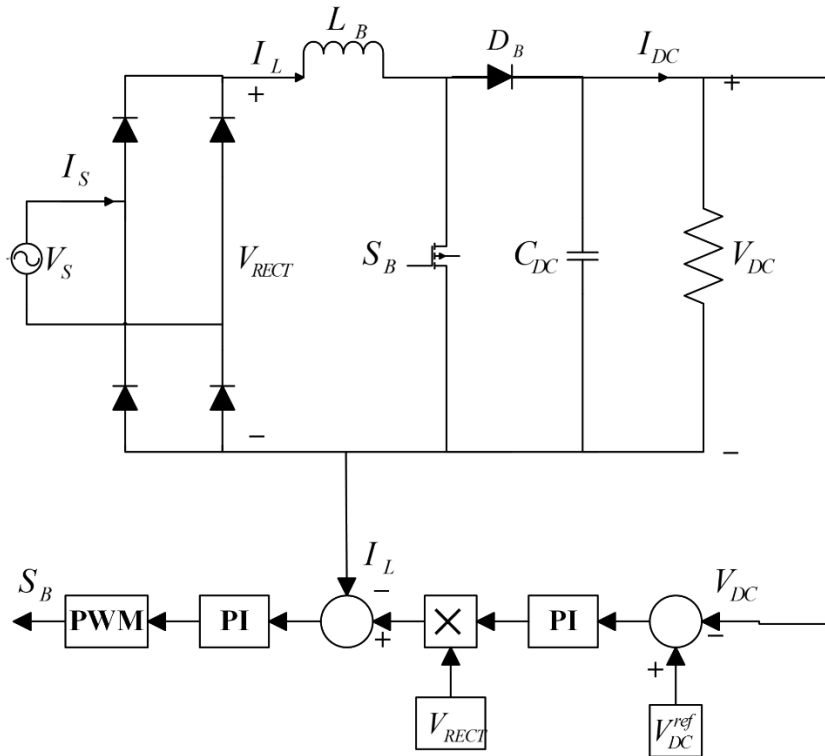 L_B
I_L
D_B
I_DC
+
+
I_S
V_S
V_RECT
S_B
C_DC
V_DC
−
−
S_B
I_L
V_DC
−
−
PWM
PI
+
×
PI
+
V_RECT
V_DC^ref